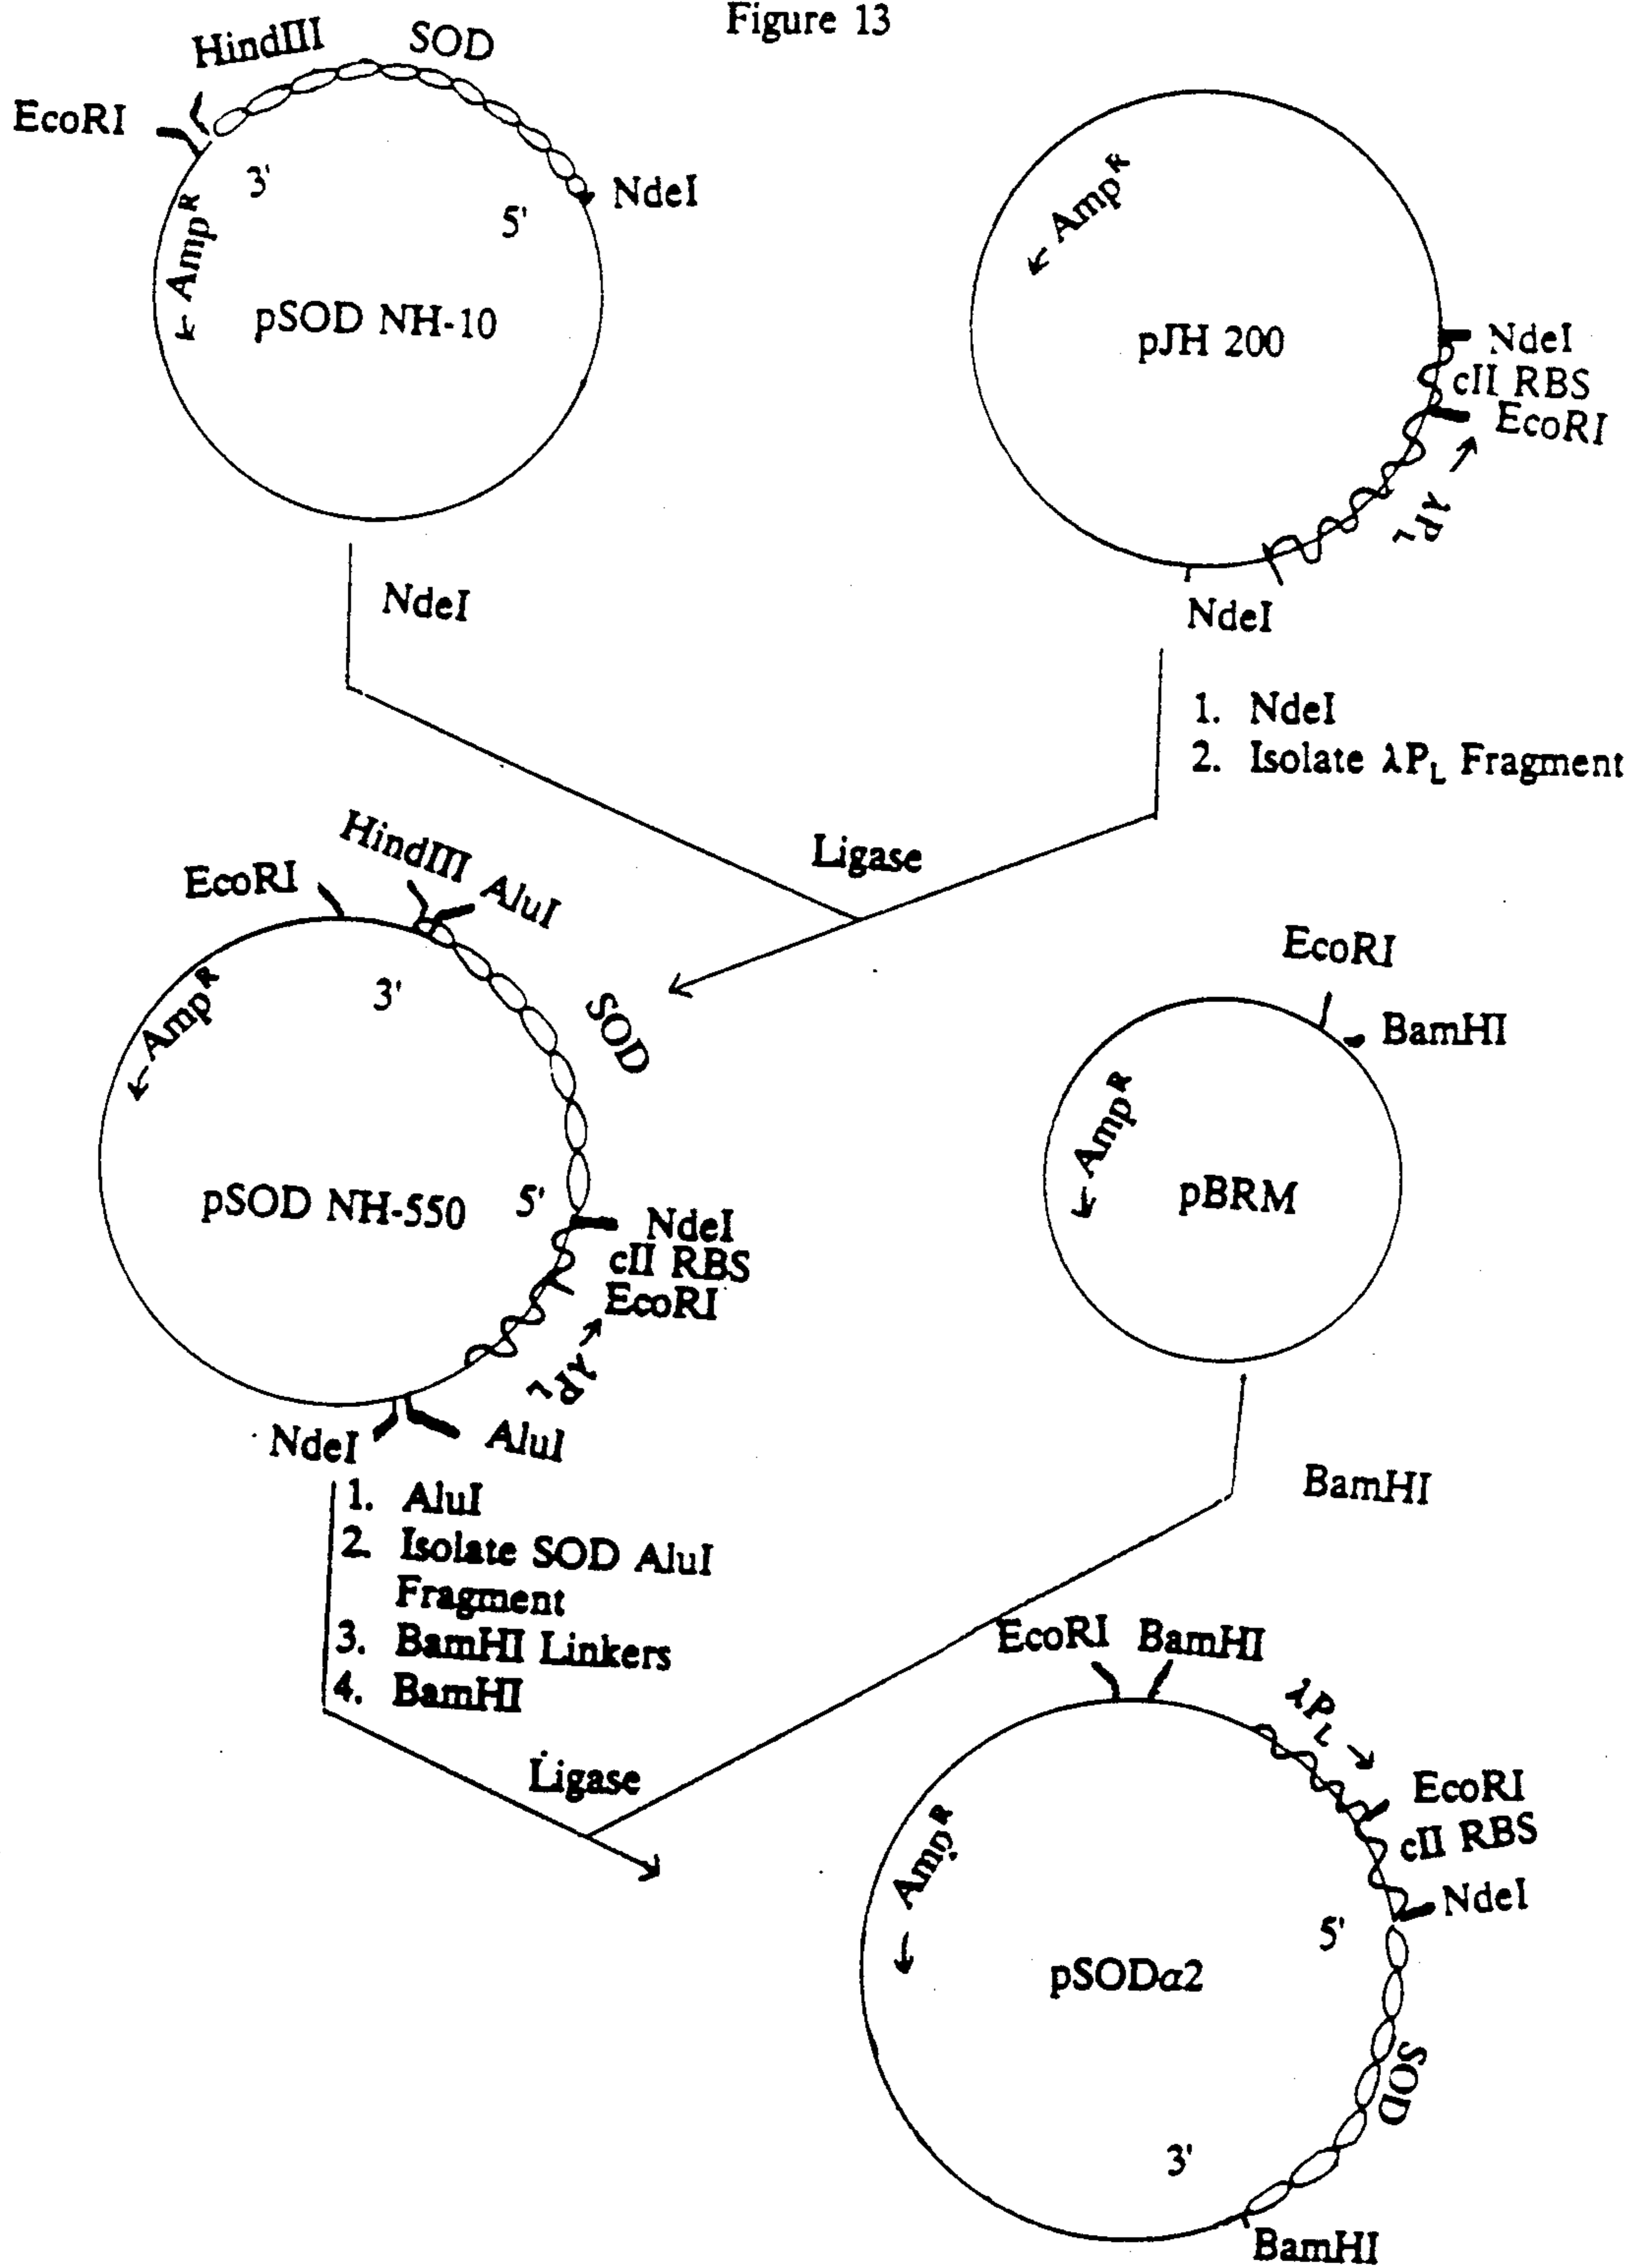 Figure 13
HindIII SOD
EcoRI
3'
5'
NdeI
Amp^R
pSOD NH-10
Amp^R
pJH 200
NdeI
cII RBS
EcoRI
λP_L
NdeI
NdeI
1. NdeI
2. Isolate λP_L Fragment
Ligase
EcoRI
HindIII AluI
3'
Amp^R
SOD
pSOD NH-550
5'
NdeI
cII RBS
EcoRI
λP_L
NdeI
AluI
EcoRI
BamHI
Amp^R
pBRM
BamHI
1. AluI
2. Isolate SOD AluI
Fragment
3. BamHI Linkers
4. BamHI
Ligase
EcoRI BamHI
λP_L
EcoRI
cII RBS
NdeI
Amp^R
5'
pSODα2
SOD
3'
BamHI